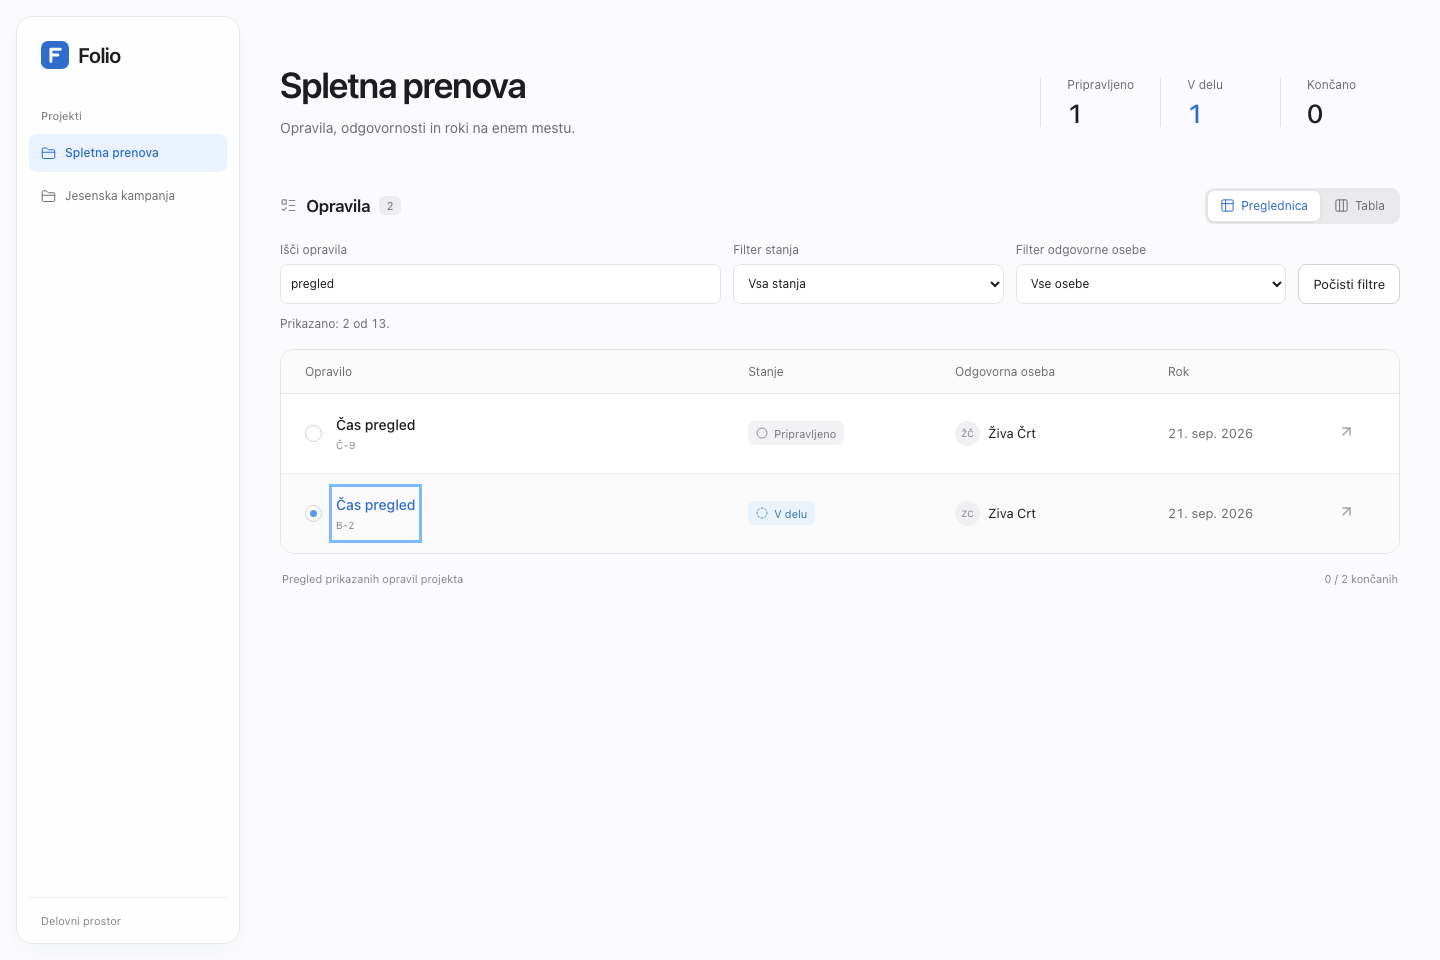 Folio
Projekti
Spletna prenova
Jesenska kampanja
Delovni prostor
Spletna prenova
Opravila, odgovornosti in roki na enem mestu.
Pripravljeno
1
V delu
1
Končano
0
Opravila 2
Preglednica
Tabla
Išči opravila
pregled
Filter stanja
Vsa stanja
Filter odgovorne osebe
Vse osebe
Počisti filtre
Prikazano: 2 od 13.
Opravilo Stanje Odgovorna oseba Rok
Čas pregled
Č-9
Pripravljeno
ŽČ Živa Črt
21. sep. 2026
Čas pregled
B-2
V delu
ZC Ziva Crt
21. sep. 2026
Pregled prikazanih opravil projekta
0 / 2 končanih